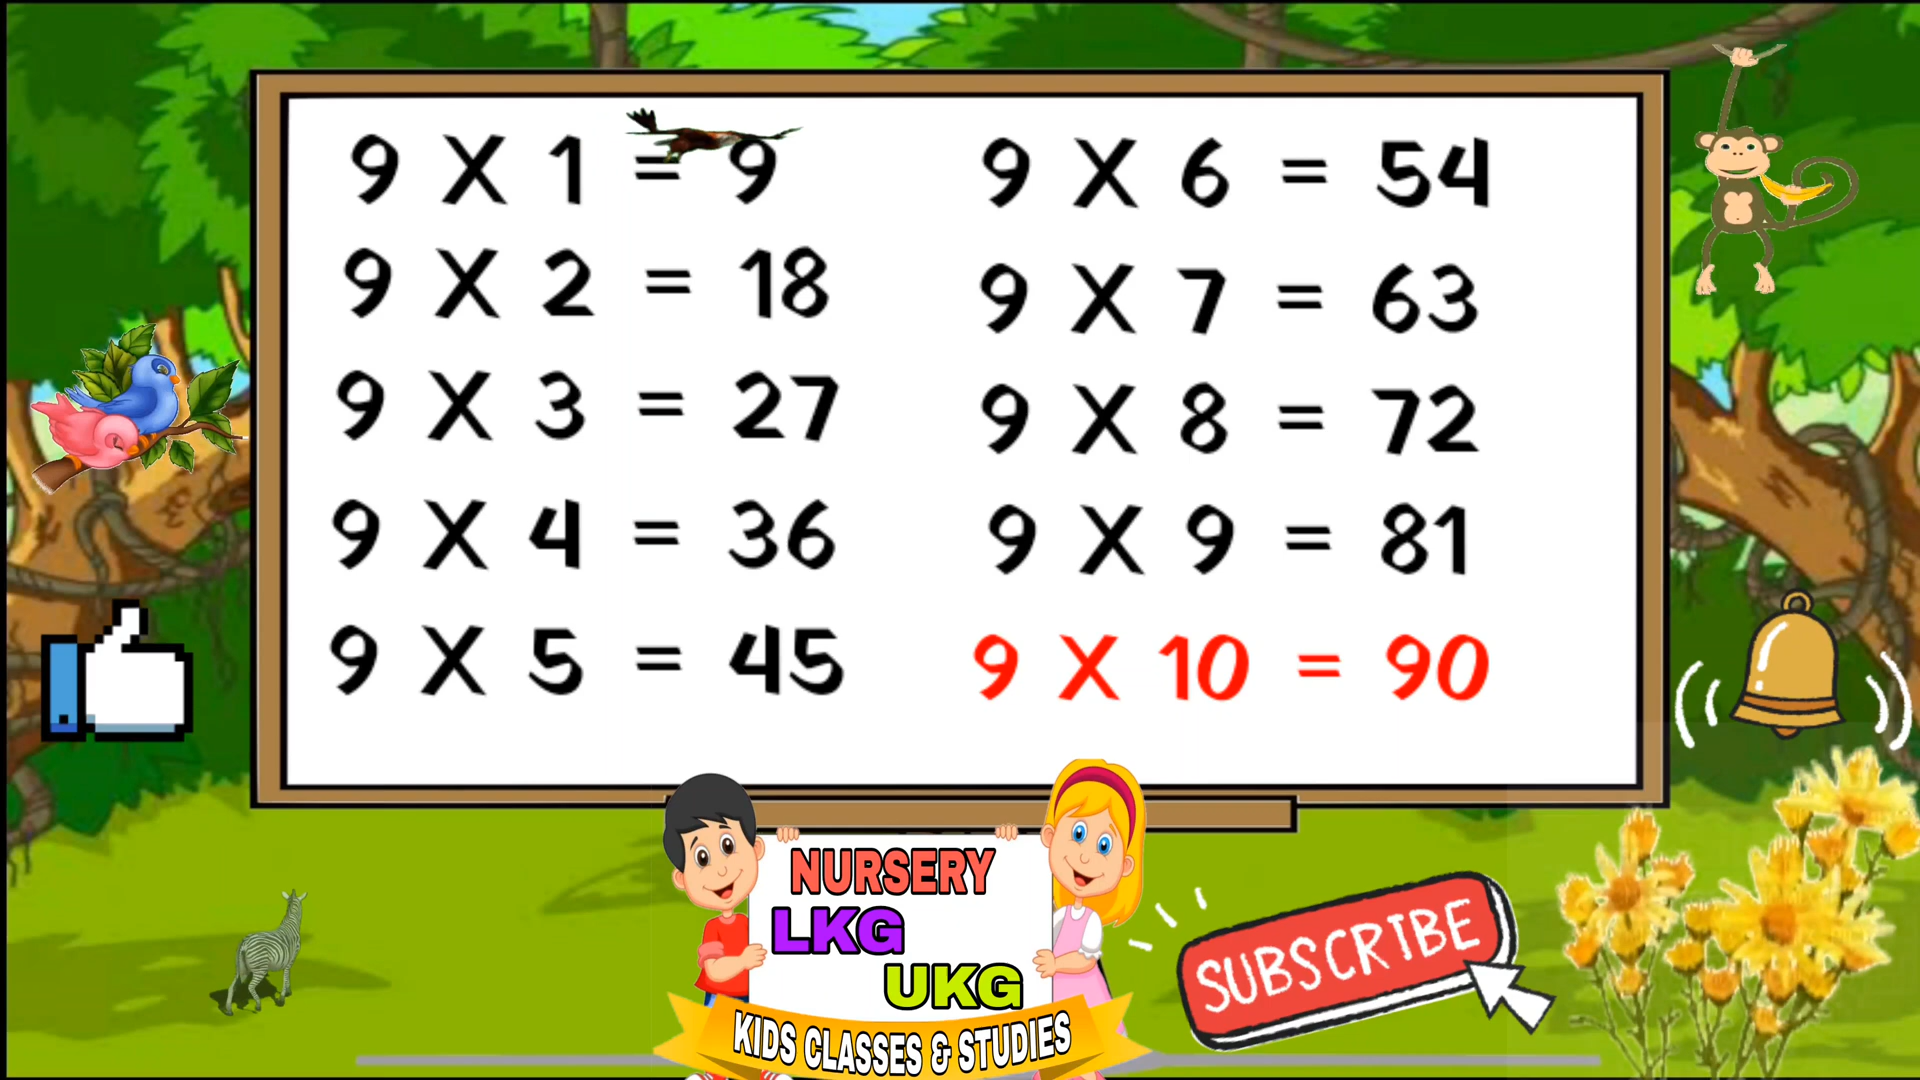 9 X 1 = 9
9 X 2 = 18
9 X 3 = 27
9 X 4 = 36
9 X 5 = 45
9 X 6 = 54
9 X 7 = 63
9 X 8 = 72
9 X 9 = 81
9 X 10 = 90
NURSERY
LKG
UKG
KIDS CLASSES & STUDIES
SUBSCRIBE